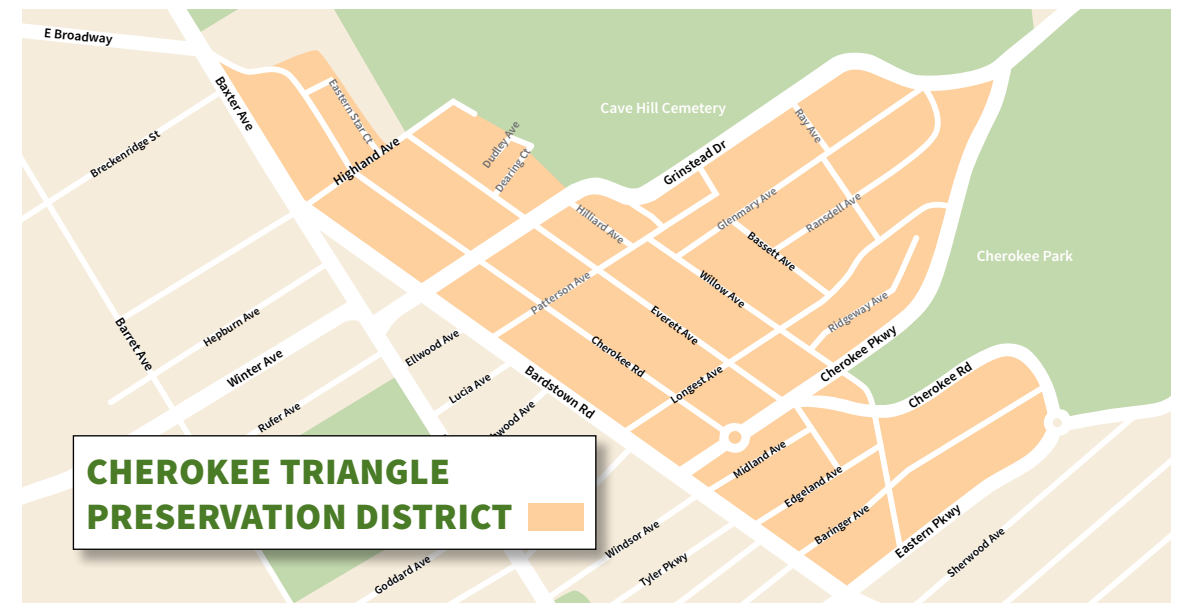 E Broadway
Baxter Ave
Eastern Star Ct
Cave Hill Cemetery
Breckenridge St
Highland Ave
Dudley Ave
Dearing Ct
Ray Ave
Grinstead Dr
Hilliard Ave
Glenmary Ave
Ransdell Ave
Bassett Ave
Cherokee Park
Willow Ave
Patterson Ave
Ridgeway Ave
Barret Ave
Hepburn Ave
Winter Ave
Everett Ave
Ellwood Ave
Cherokee Rd
Cherokee Pkwy
Lucia Ave
Bardstown Rd
Longest Ave
Cherokee Rd
Rufer Ave
wood Ave
Midland Ave
CHEROKEE TRIANGLE
PRESERVATION DISTRICT
Edgeland Ave
Baringer Ave
Eastern Pkwy
Windsor Ave
Sherwood Ave
Tyler Pkwy
Goddard Ave